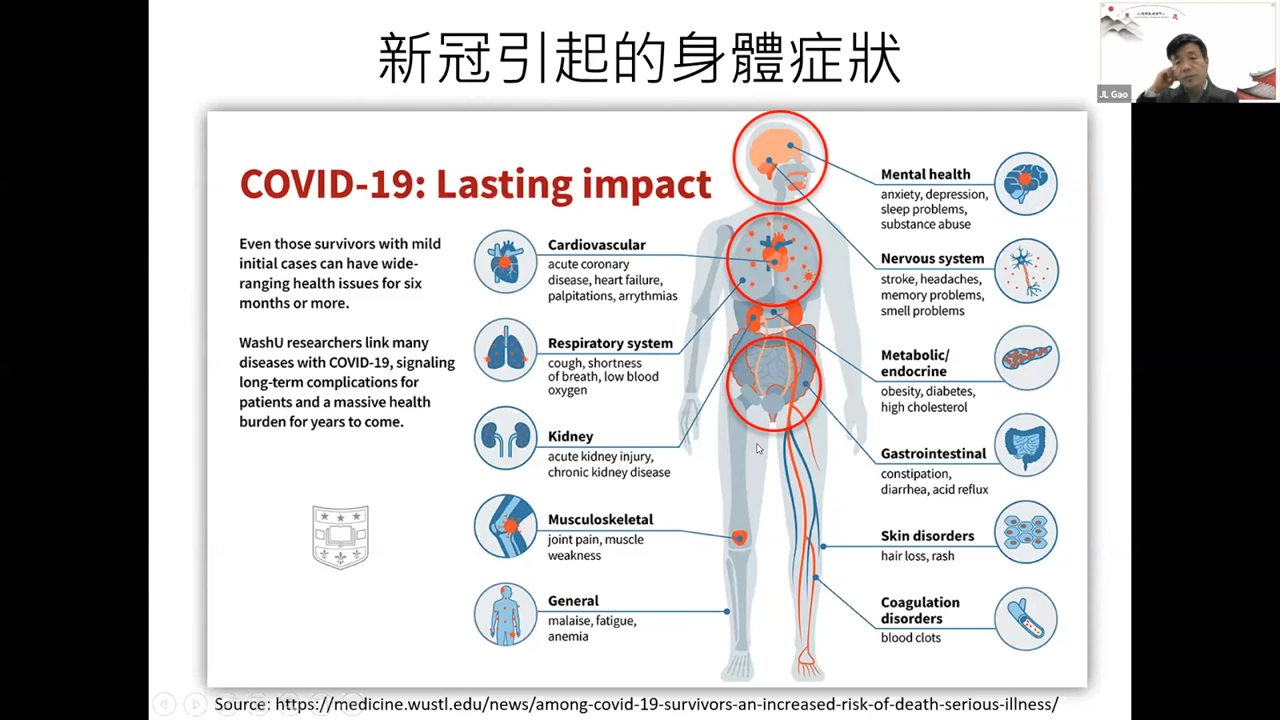 新冠引起的身體症狀
JL Gao
COVID-19: Lasting impact
Even those survivors with mild
initial cases can have wide-
ranging health issues for six
months or more.
WashU researchers link many
diseases with COVID-19, signaling
long-term complications for
patients and a massive health
burden for years to come.
Cardiovascular
acute coronary
disease, heart failure,
palpitations, arrythmias
Respiratory system
cough, shortness
of breath, low blood
oxygen
Kidney
acute kidney injury,
chronic kidney disease
Musculoskeletal
joint pain, muscle
weakness
General
malaise, fatigue,
anemia
Mental health
anxiety, depression,
sleep problems,
substance abuse
Nervous system
stroke, headaches,
memory problems,
smell problems
Metabolic/
endocrine
obesity, diabetes,
high cholesterol
Gastrointestinal
constipation,
diarrhea, acid reflux
Skin disorders
hair loss, rash
Coagulation
disorders
blood clots
Source: https://medicine.wustl.edu/news/among-covid-19-survivors-an-increased-risk-of-death-serious-illness/